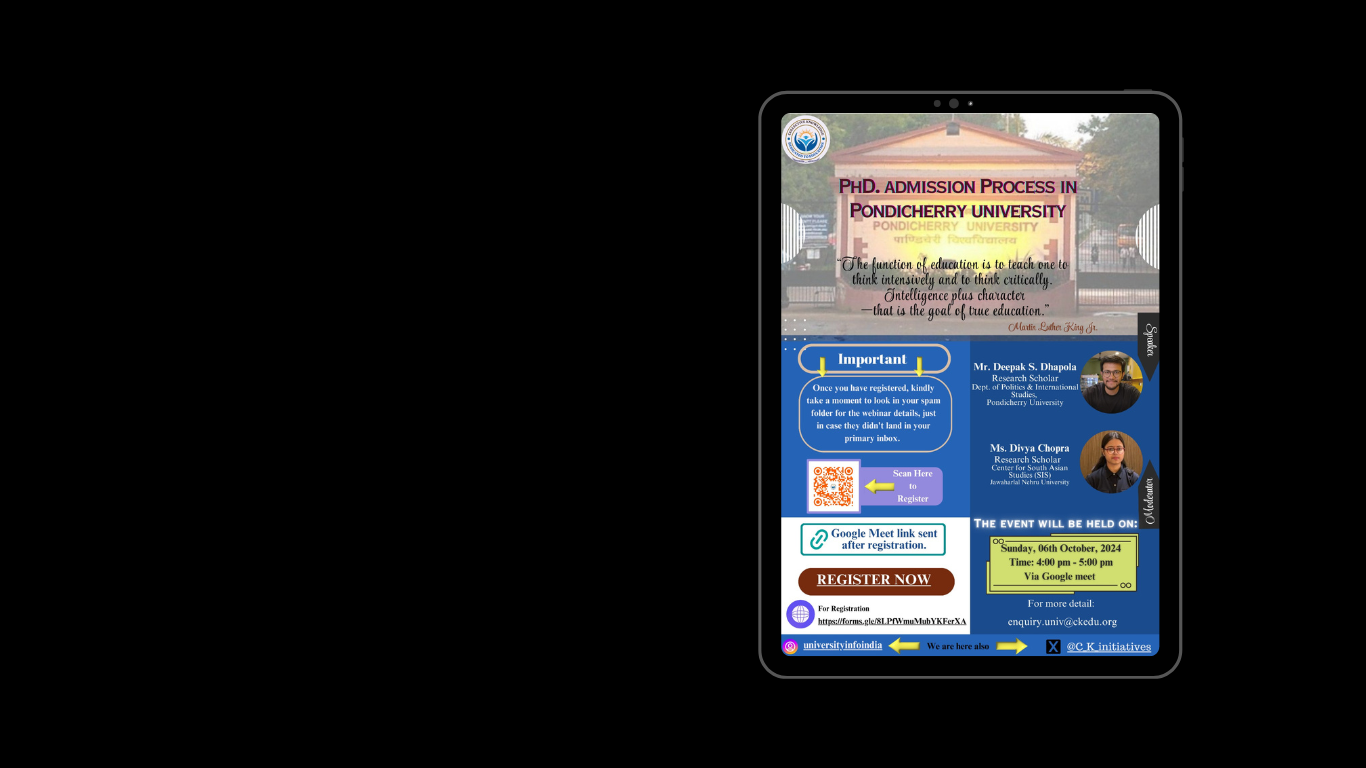 PhD. admission Process in
Pondicherry university
PONDICHERRY UNIVERSITY
पाण्डिच्चेरी विश्वविद्यालय
“The function of education is to teach one to
think intensively and to think critically.
Intelligence plus character
—that is the goal of true education.”
Martin Luther King Jr.
Speaker
Important
Once you have registered, kindly
take a moment to look in your spam
folder for the webinar details, just
in case they didn't land in your
primary inbox.
Scan Here
to
Register
Mr. Deepak S. Dhapola
Research Scholar
Dept. of Politics & International
Studies,
Pondicherry University
Ms. Divya Chopra
Research Scholar
Center for South Asian
Studies (SIS)
Jawaharlal Nehru University
Moderator
Google Meet link sent
after registration.
REGISTER NOW
For Registration
https://forms.gle/8LPfWmuMuhYKFerXA
The event will be held on:
Sunday, 06th October, 2024
Time: 4:00 pm - 5:00 pm
Via Google meet
For more detail:
enquiry.univ@ckedu.org
universityinfoindia
We are here also
@C_K_initiatives